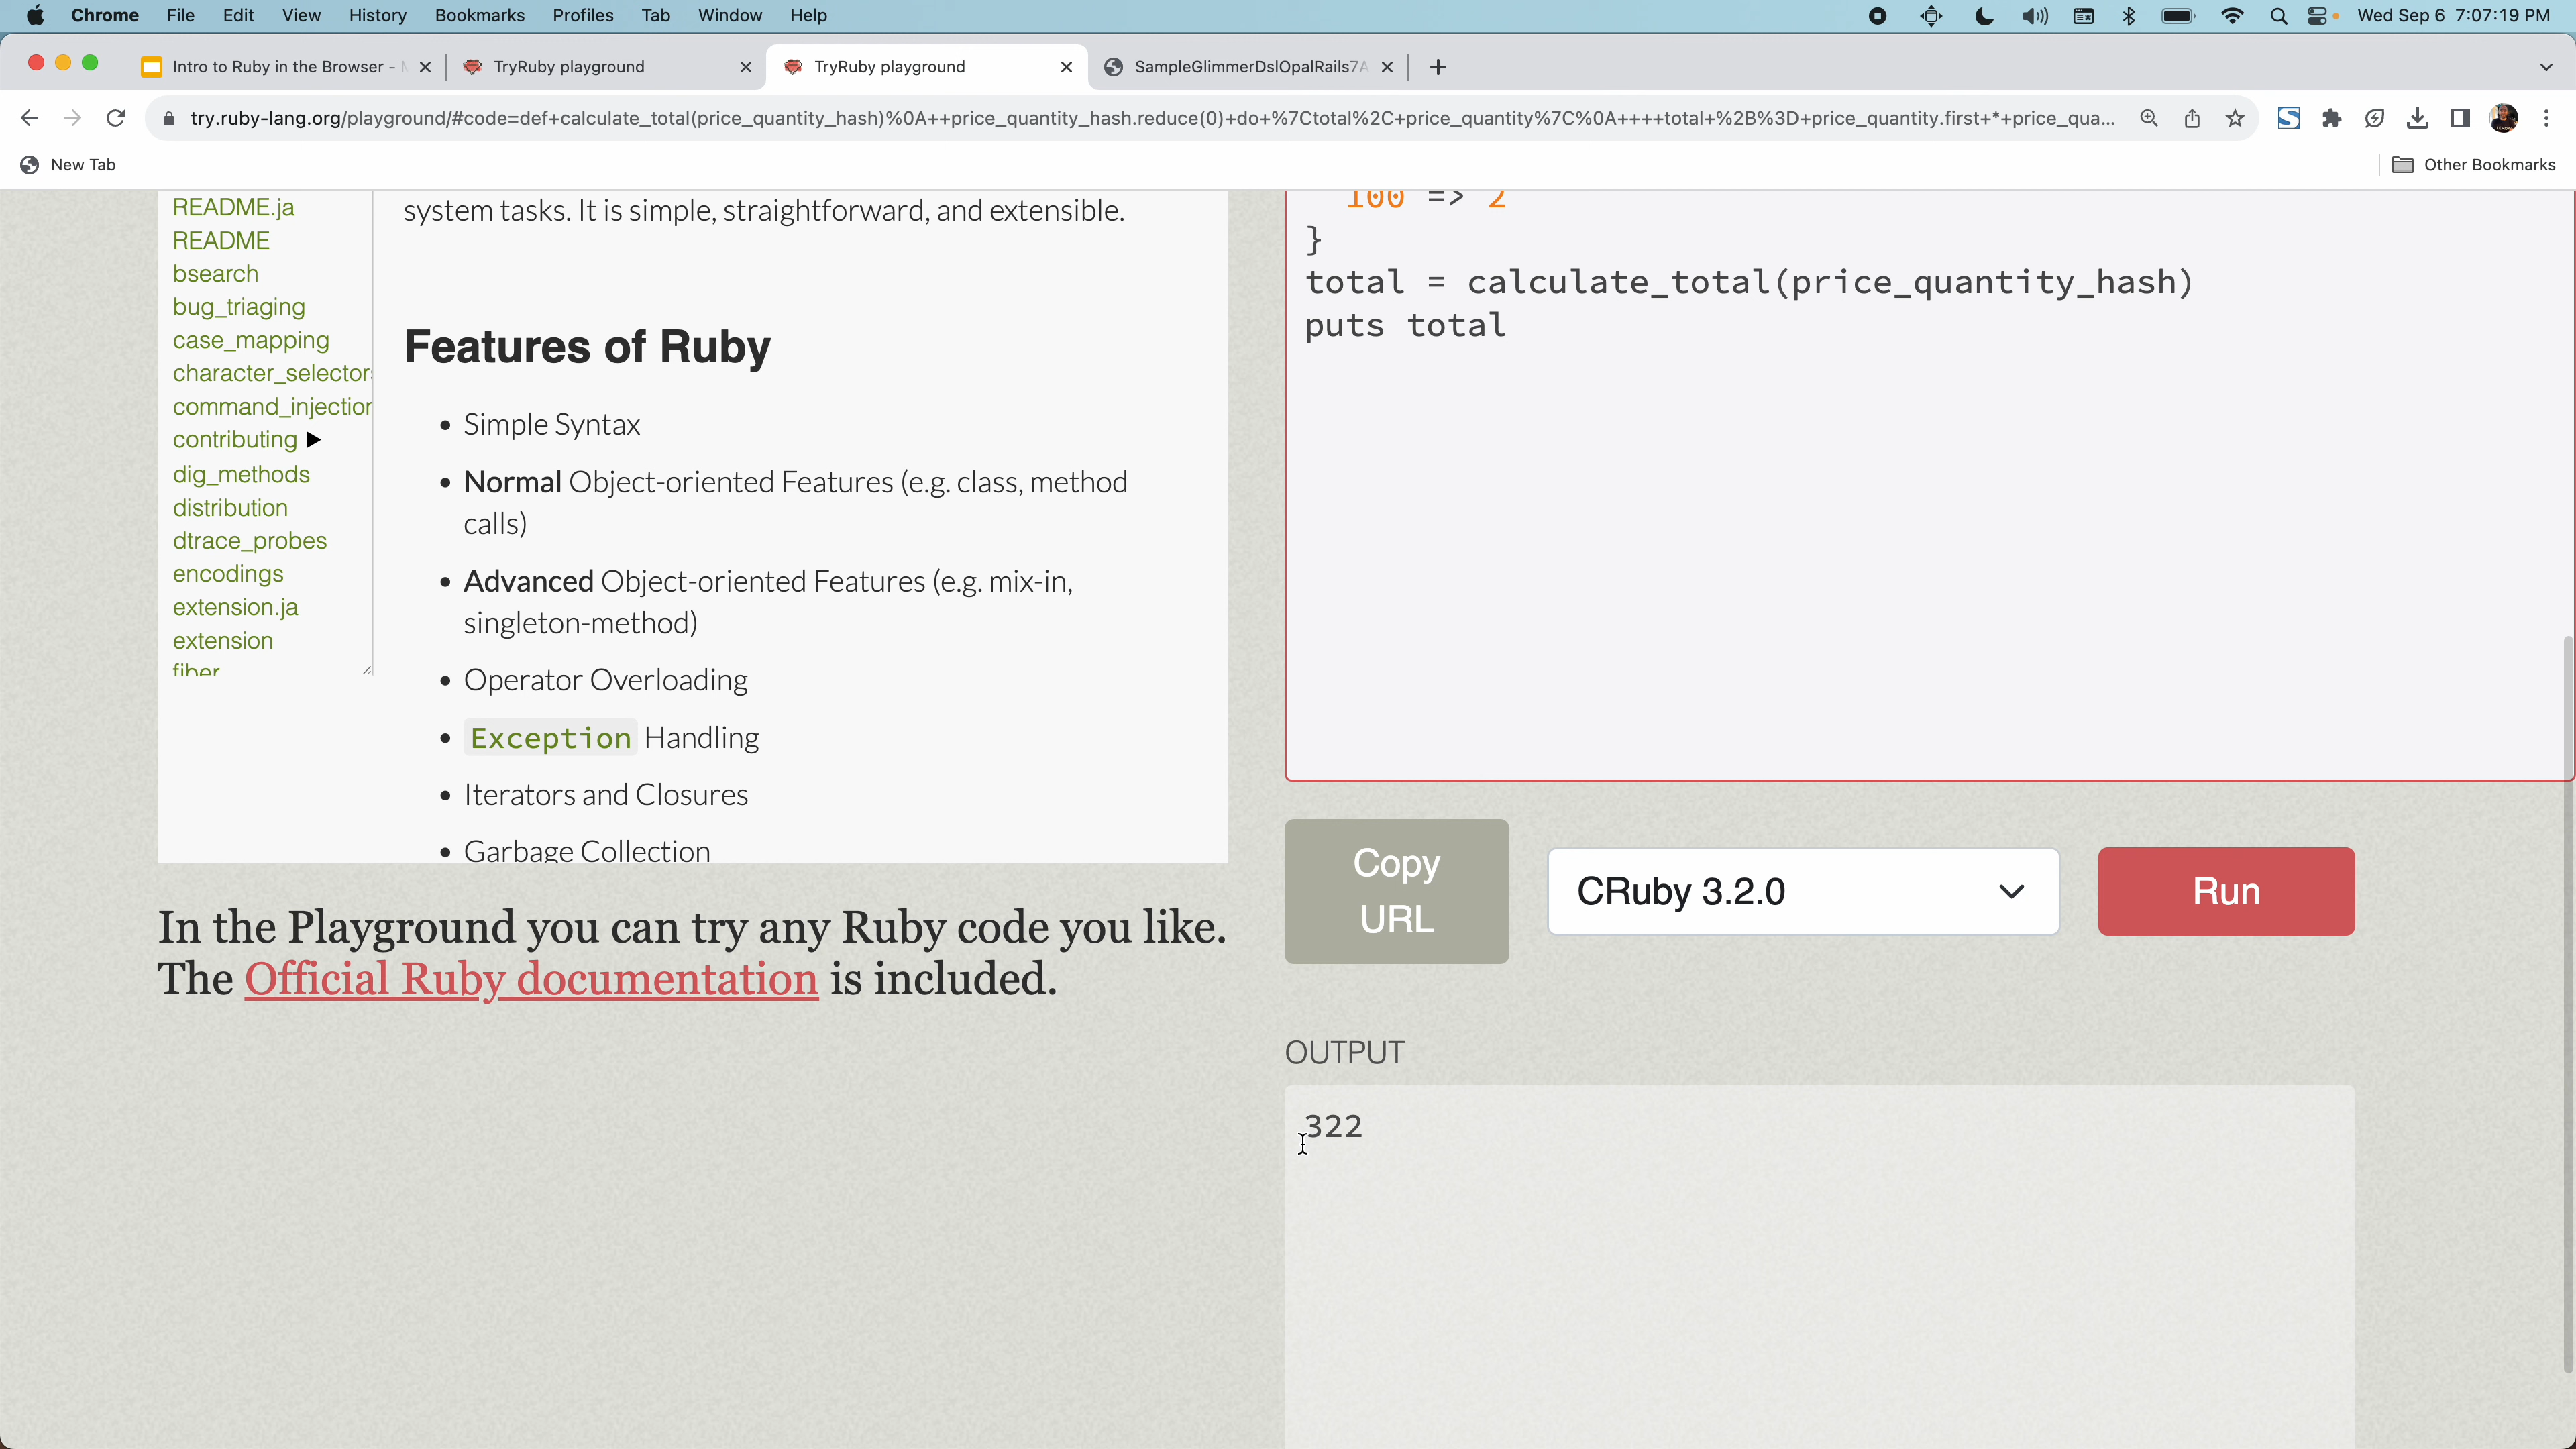 Chrome File Edit View History Bookmarks Profiles Tab Window Help Wed Sep 6 7:07:19 PM
Intro to Ruby in the Browser - TryRuby playground TryRuby playground SampleGlimmerDslOpalRails7A
try.ruby-lang.org/playground/#code=def+calculate_total(price_quantity_hash)%0A++price_quantity_hash.reduce(0)+do+%7Ctotal%2C+price_quantity%7C%0A++++total+%2B%3D+price_quantity.first+*+price_qua...
New Tab Other Bookmarks
README.ja
README
bsearch
bug_triaging
case_mapping
character_selectors
command_injection
contributing
dig_methods
distribution
dtrace_probes
encodings
extension.ja
extension
fiber
system tasks. It is simple, straightforward, and extensible.
Features of Ruby
• Simple Syntax
• Normal Object-oriented Features (e.g. class, method
calls)
• Advanced Object-oriented Features (e.g. mix-in,
singleton-method)
• Operator Overloading
• Exception Handling
• Iterators and Closures
• Garbage Collection
In the Playground you can try any Ruby code you like.
The Official Ruby documentation is included.
100 => 2
}
total = calculate_total(price_quantity_hash)
puts total
Copy
URL
CRuby 3.2.0
Run
OUTPUT
322